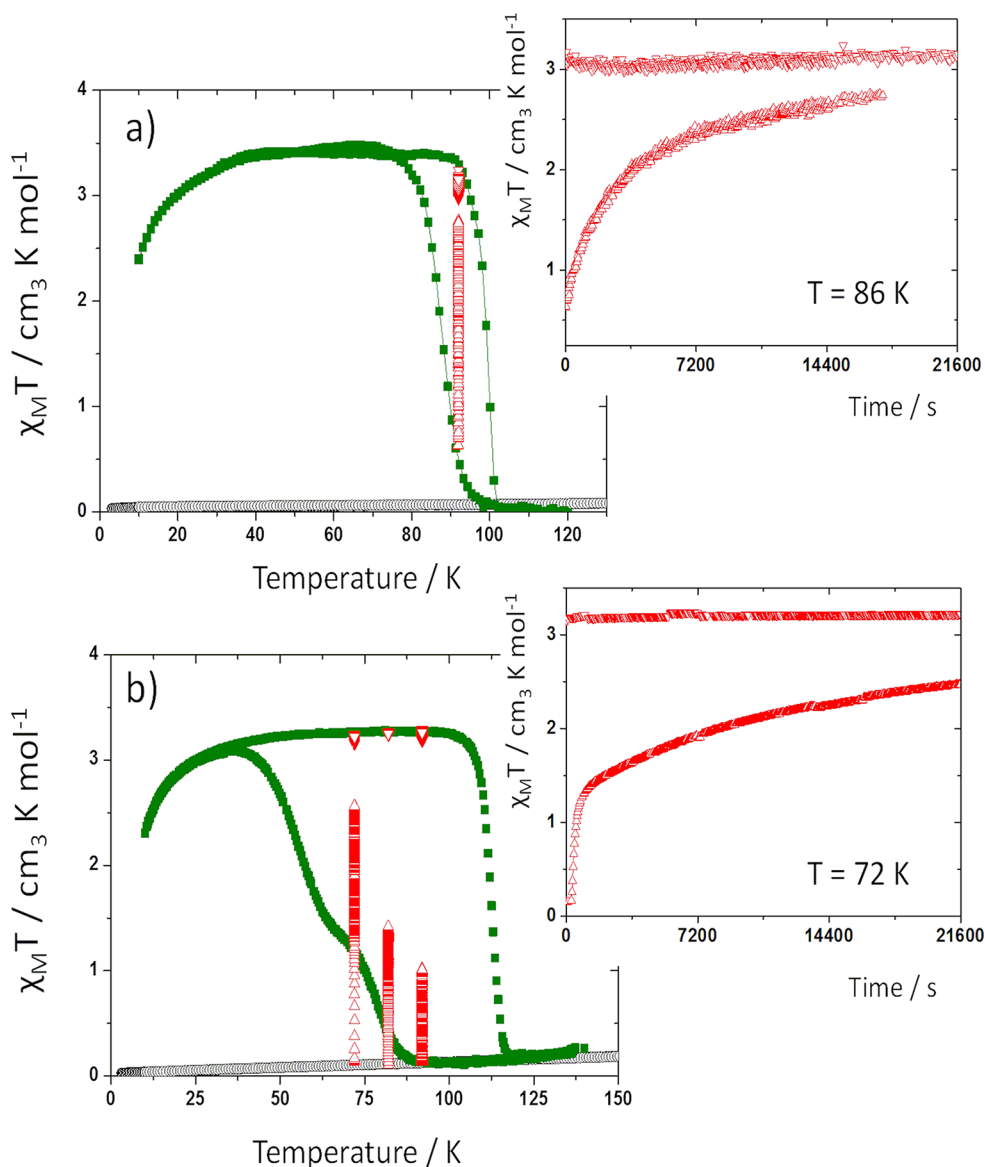 a)
χMT / cm3 K mol-1
4
3
2
1
0
0 20 40 60 80 100 120
Temperature / K
χMT / cm3 K mol-1
3
2
1
T = 86 K
0 7200 14400 21600
Time / s
b)
χMT / cm3 K mol-1
4
3
2
1
0
0 25 50 75 100 125 150
Temperature / K
χMT / cm3 K mol-1
3
2
1
0
T = 72 K
0 7200 14400 21600
Time / s